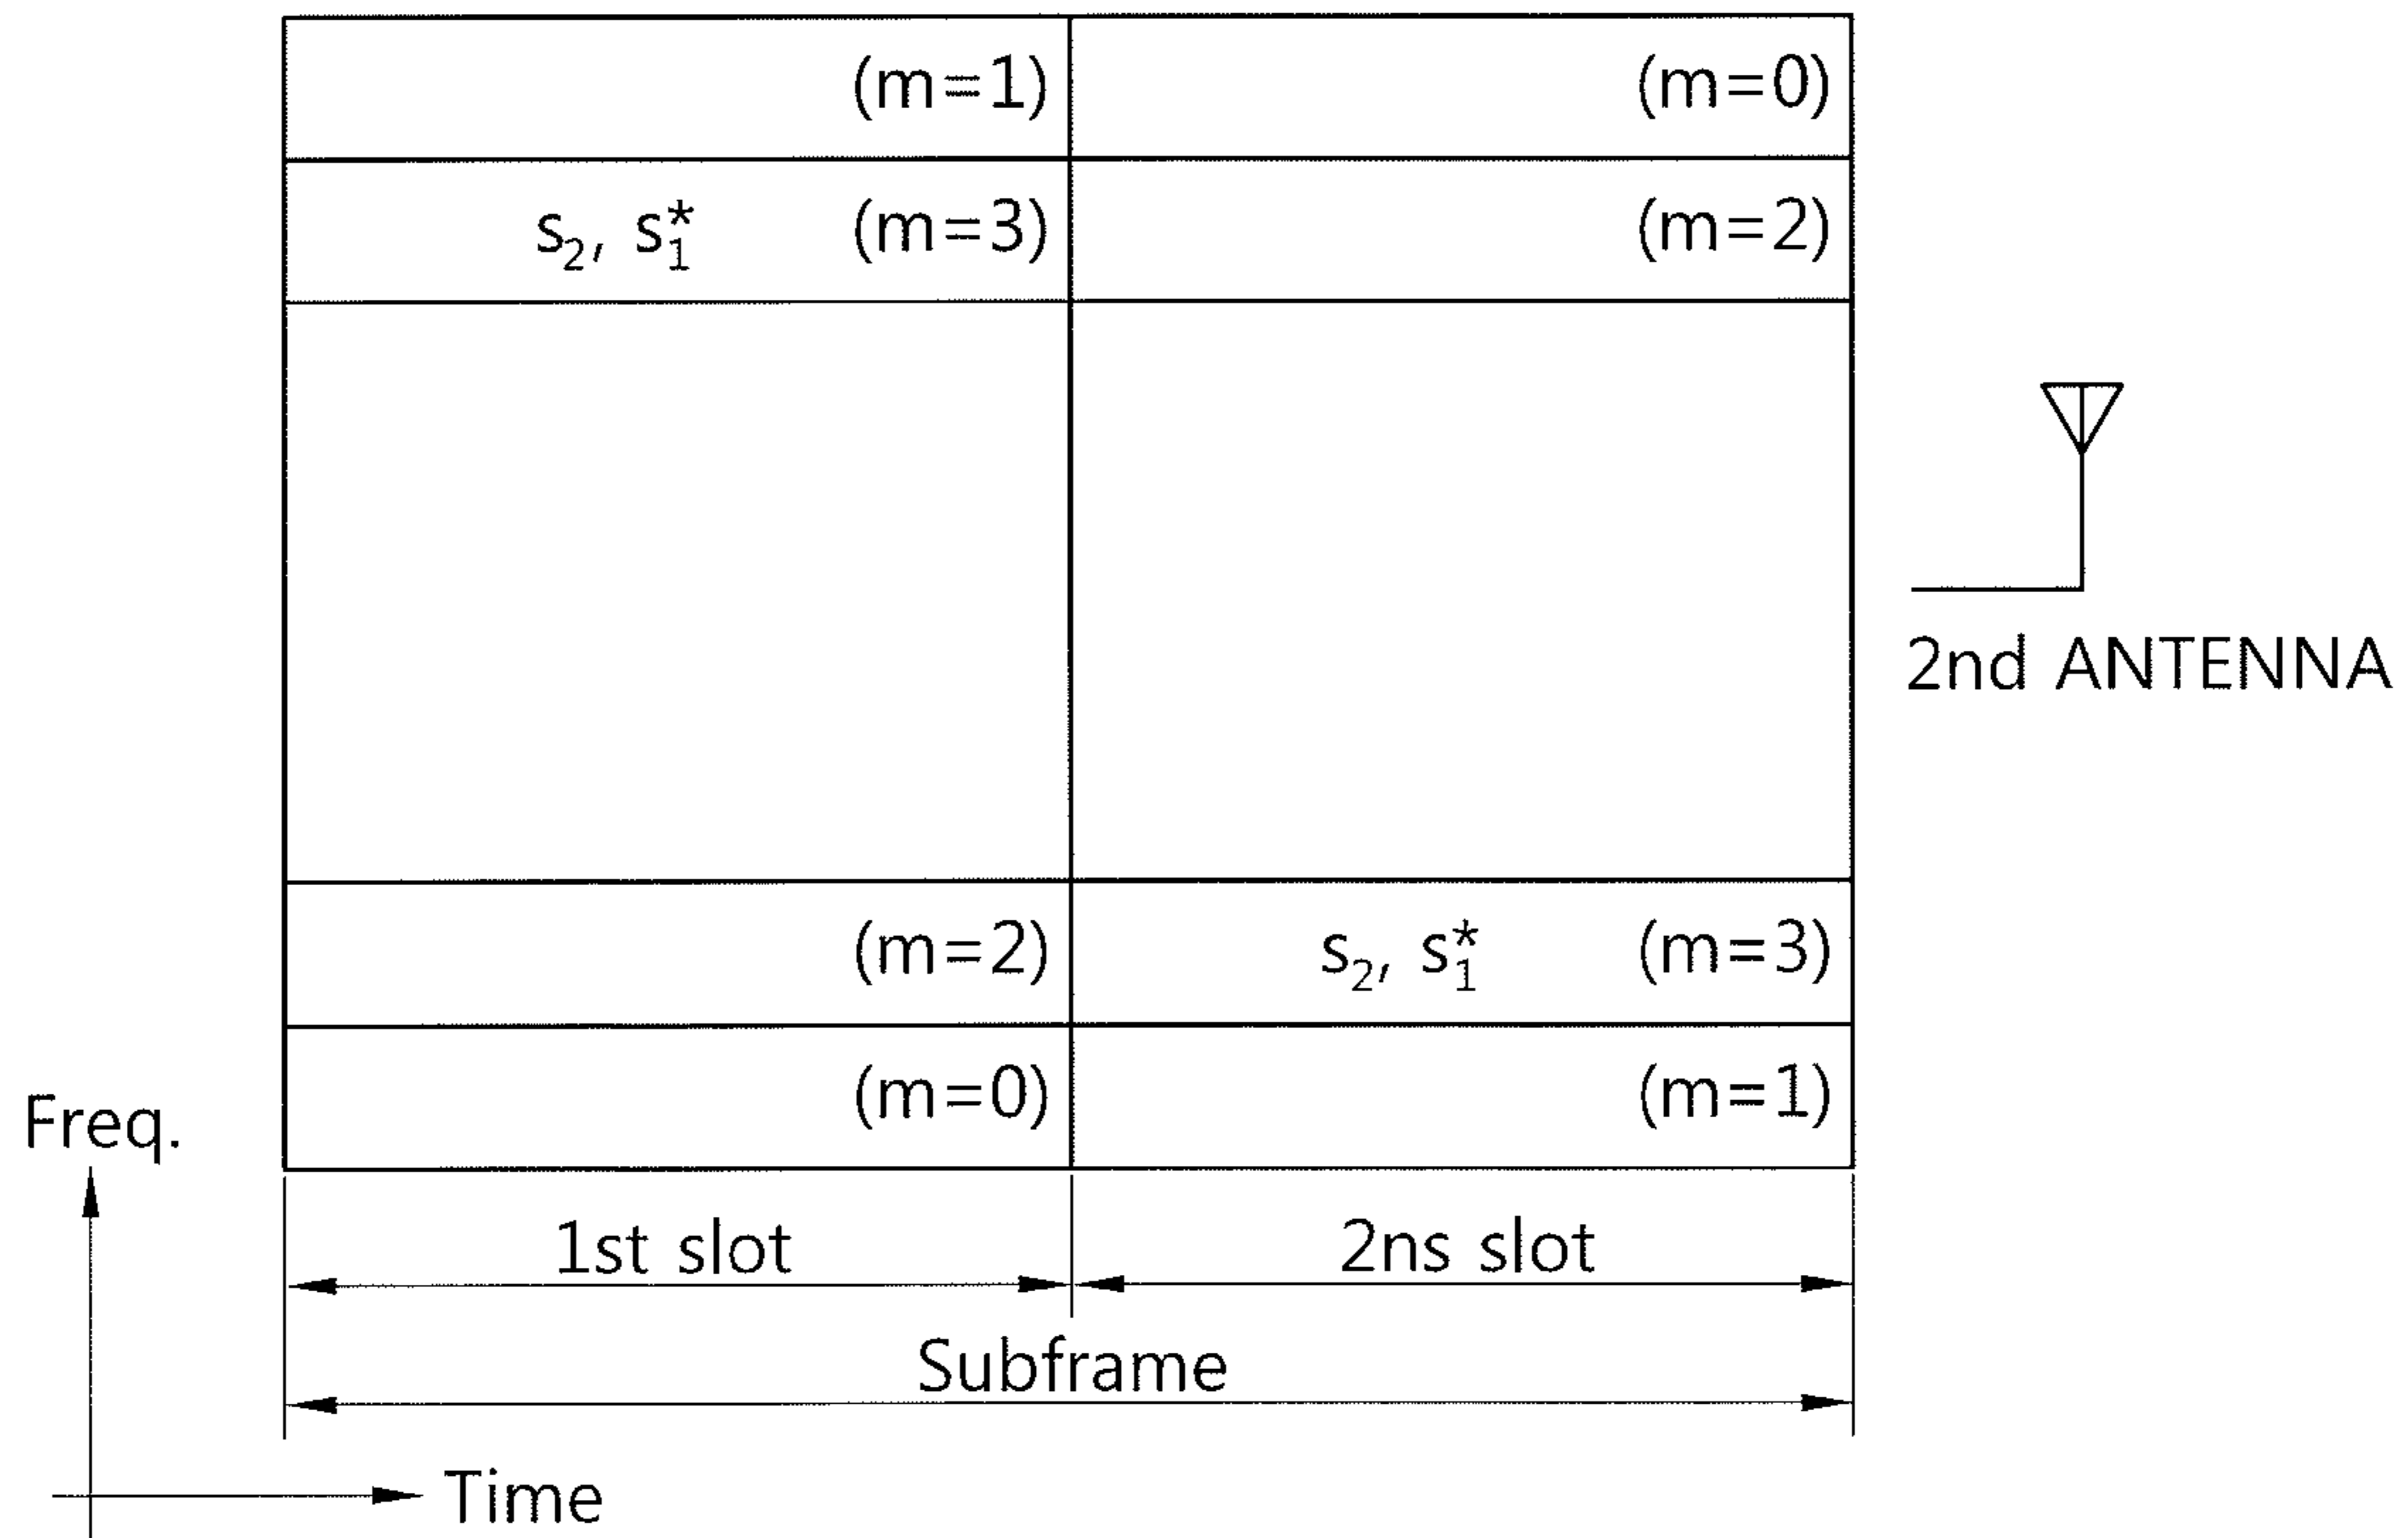 (m=1) (m=0)
s₂, s₁* (m=3) (m=2)
2nd ANTENNA
(m=2) s₂, s₁* (m=3)
(m=0) (m=1)
Freq.
1st slot 2ns slot
Subframe
Time